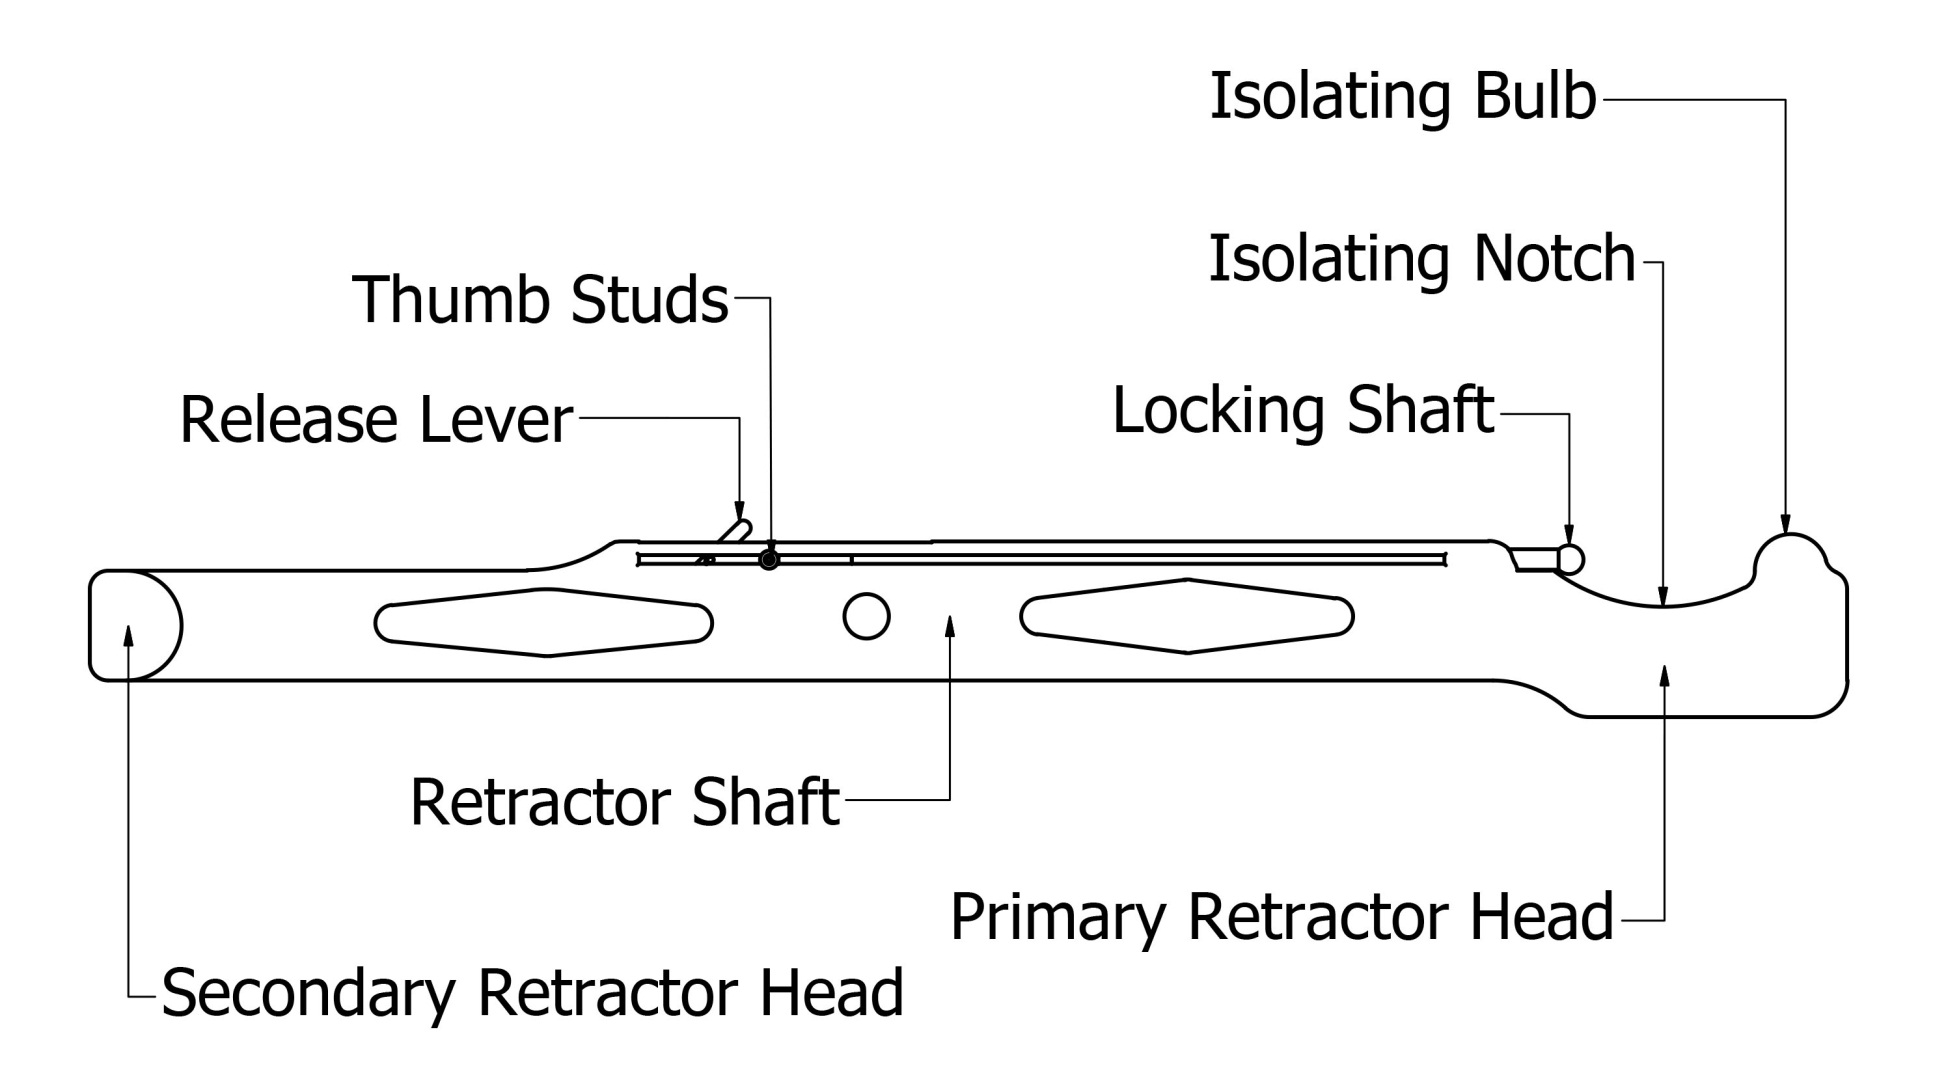 Isolating Bulb
Isolating Notch
Thumb Studs
Release Lever
Locking Shaft
Retractor Shaft
Primary Retractor Head
Secondary Retractor Head